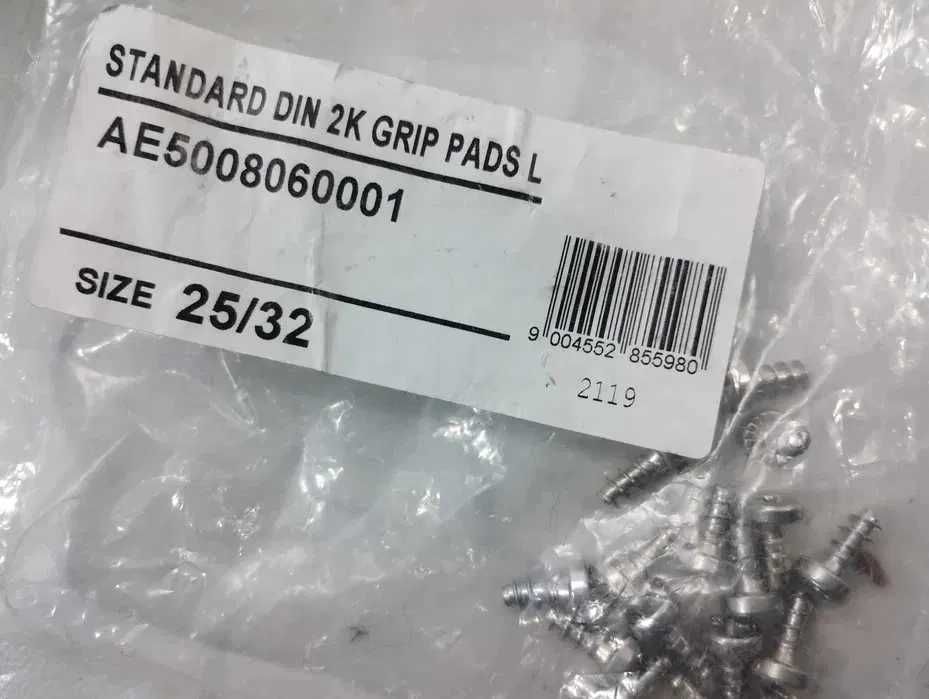 STANDARD DIN 2K GRIP PADS L
AE5008060001
SIZE 25/32
9 004552 855980
2119